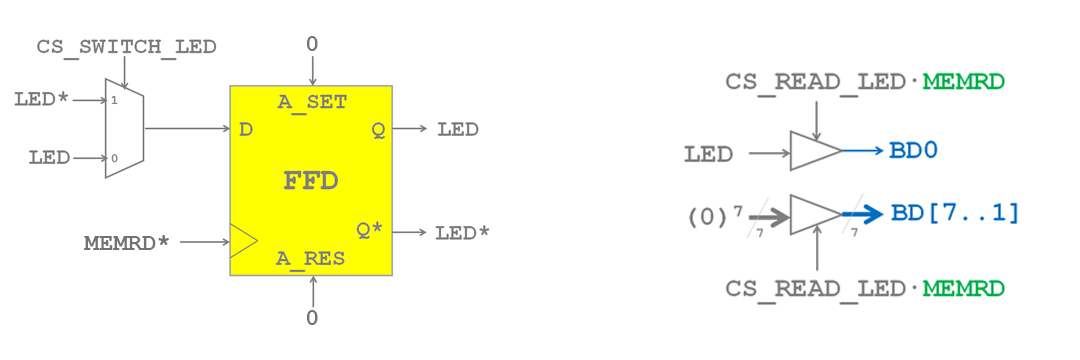 CS_SWITCH_LED
0
LED*
1
A_SET
D
Q
LED
LED
0
FFD
MEMRD*
Q*
LED*
A_RES
0
CS_READ_LED·MEMRD
LED
BD0
(0)⁷
7
7
BD[7..1]
CS_READ_LED·MEMRD